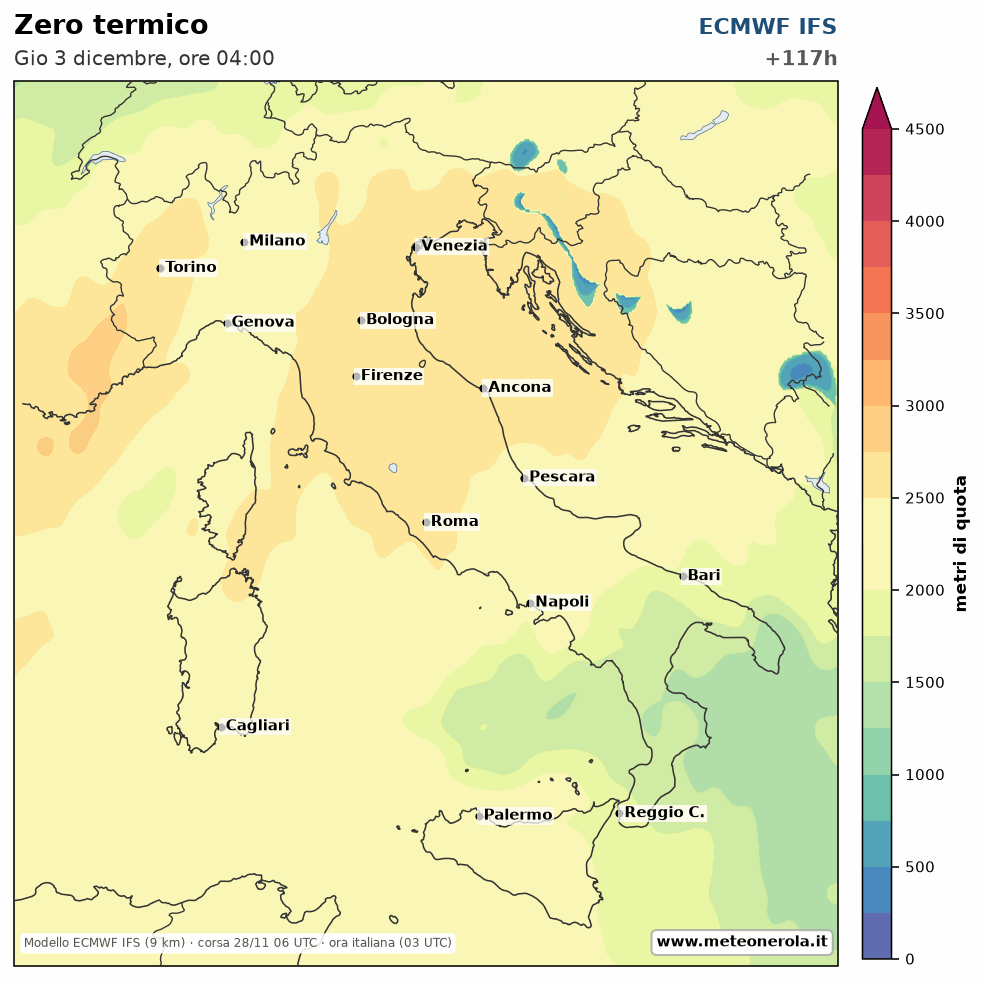 Zero termico
ECMWF IFS
Gio 3 dicembre, ore 04:00
+117h
Milano
Venezia
Torino
Genova
Bologna
Firenze
Ancona
Pescara
Roma
Bari
Napoli
Cagliari
Palermo
Reggio C.
4500
4000
3500
3000
2500
2000
1500
1000
500
0
metri di quota
Modello ECMWF IFS (9 km) · corsa 28/11 06 UTC · ora italiana (03 UTC)
www.meteonerola.it